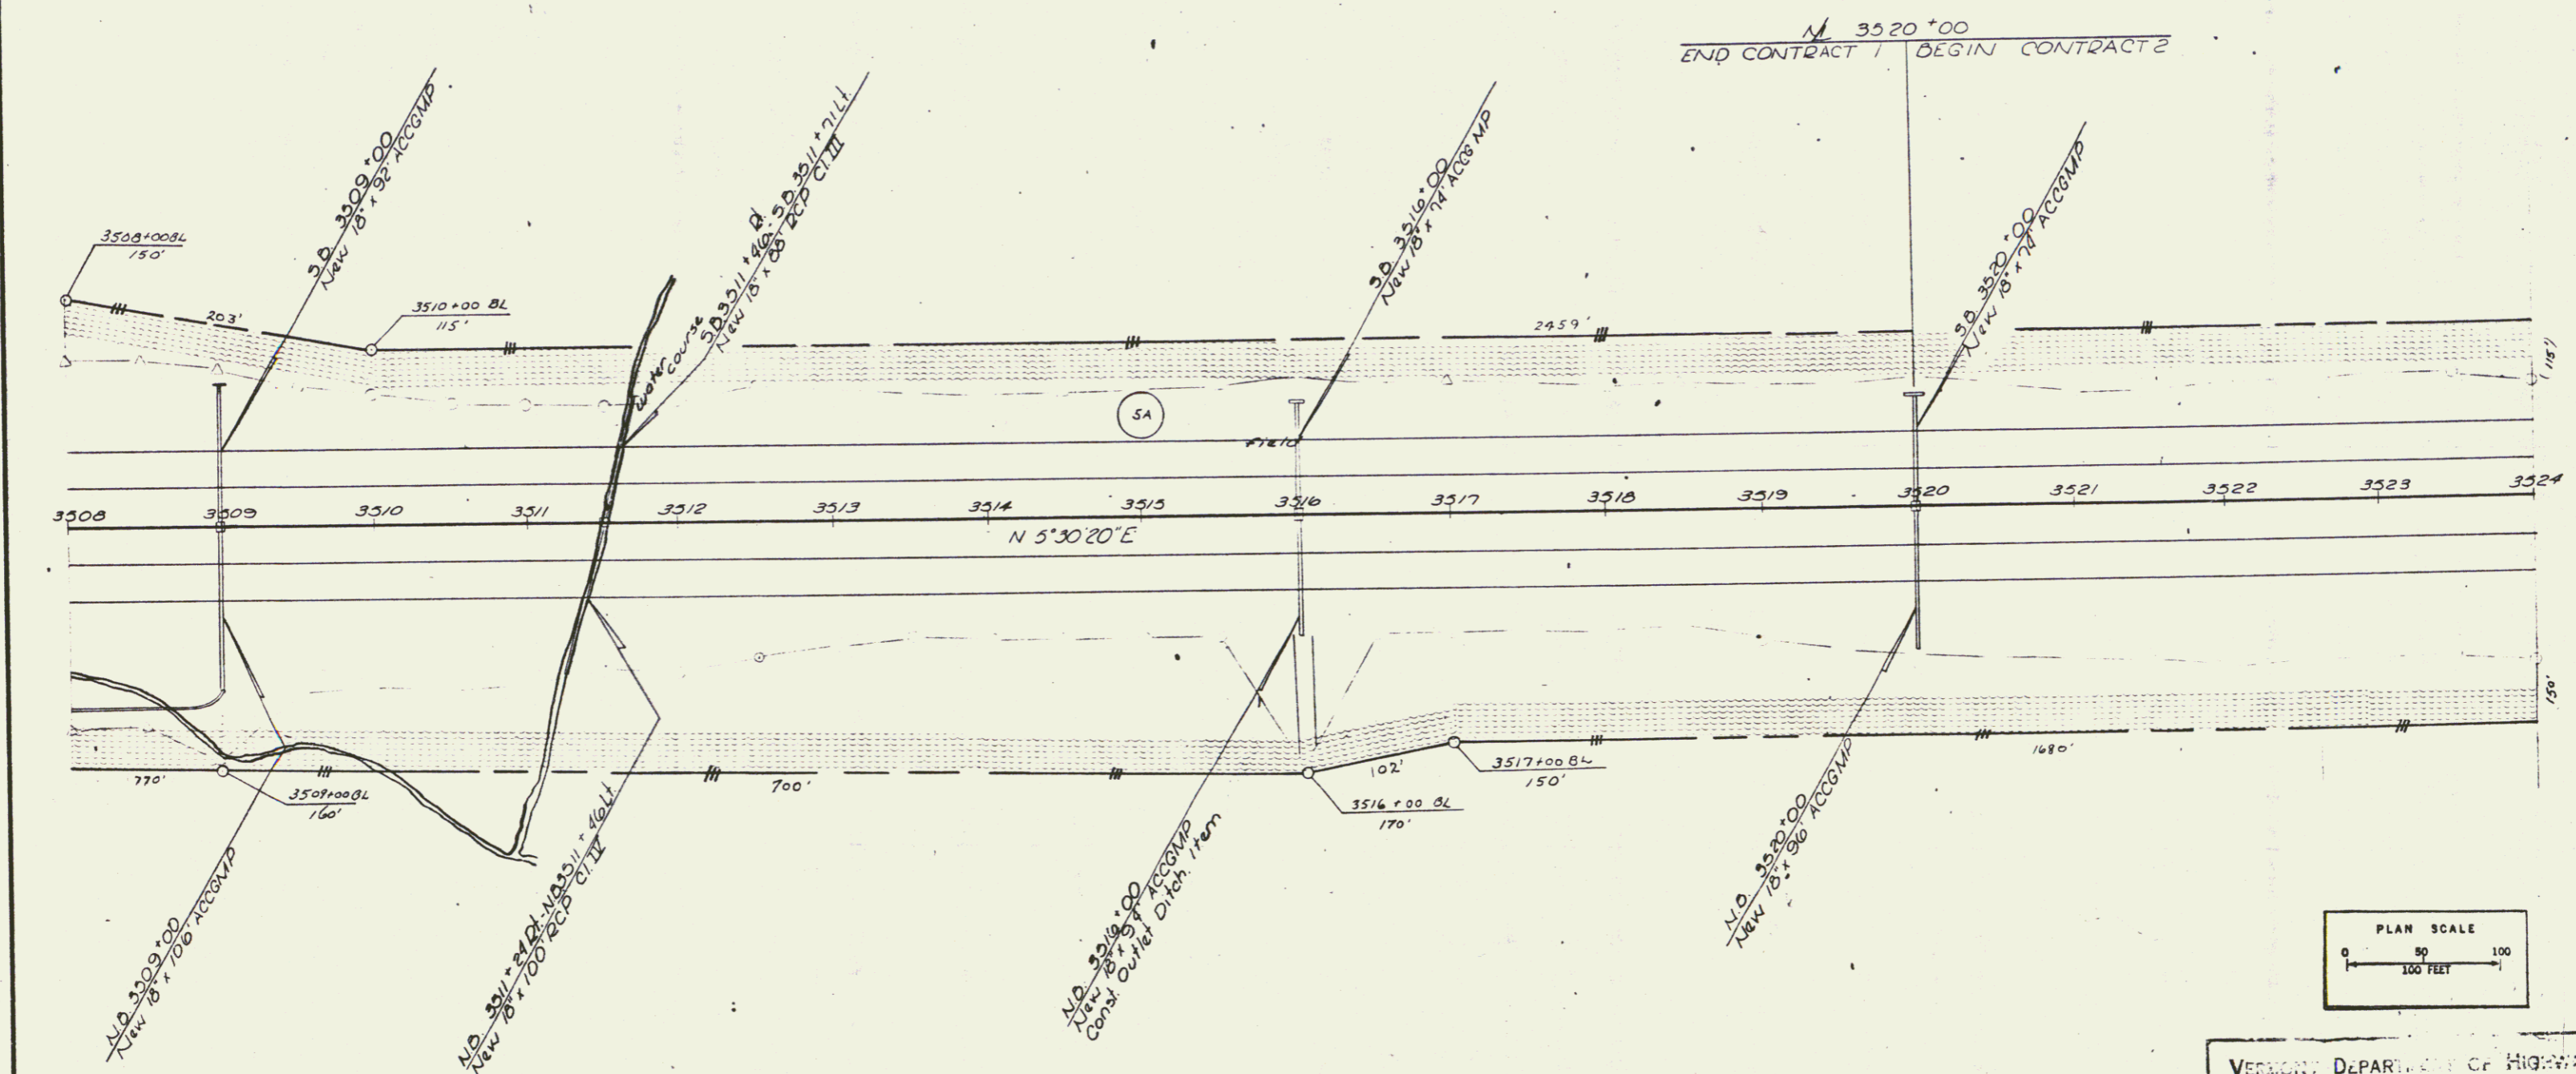 ML 3520+00
END CONTRACT 1 BEGIN CONTRACT 2
S.B. 3509+00
New 18" x 92' ACCGMP
S.B. 3511+46 Rt. - S.B. 3511+71 Lt.
New 18" x 88' RCP Cl. III
S.B. 3516+00
New 18" x 74' ACCGMP
S.B. 3520+00
New 18" x 74' ACCGMP
3508+00 BL
150'
203'
3510+00 BL
115'
water course
2459'
(115')
5A
Field
3508 3509 3510 3511 3512 3513 3514 3515 3516 3517 3518 3519 3520 3521 3522 3523 3524
N 5°30'20"E
150'
770'
3509+00 BL
160'
700'
102'
3517+00 BL
150'
3516+00 BL
170'
1680'
N.B. 3509+00
New 18" x 106' ACCGMP
N.B. 3511+24 Rt. - N.B. 3511+46 Lt.
New 18" x 100' RCP Cl. IV
N.B. 3516+00
New 18" x 94' ACCGMP
Const. Outlet Ditch. Item
N.B. 3520+00
New 18" x 96' ACCGMP
PLAN SCALE
0 50 100
100 FEET
VERMONT DEPARTMENT OF